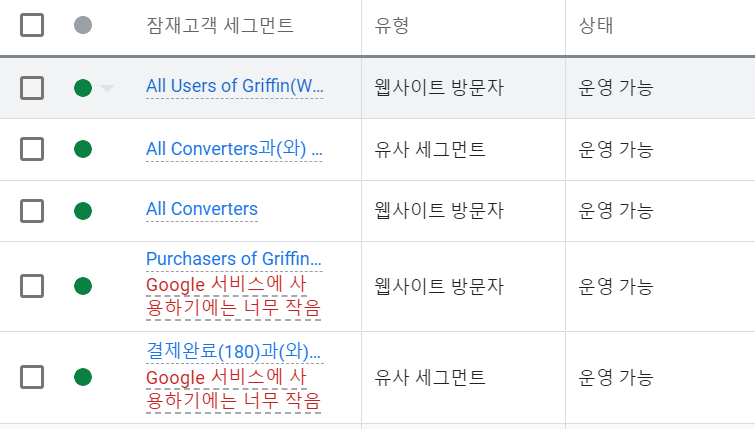 잠재고객 세그먼트 유형 상태
All Users of Griffin(W... 웹사이트 방문자 운영 가능
All Converters과(와) ... 유사 세그먼트 운영 가능
All Converters 웹사이트 방문자 운영 가능
Purchasers of Griffin...
Google 서비스에 사
용하기에는 너무 작음
웹사이트 방문자 운영 가능
결제완료(180)과(와)...
Google 서비스에 사
용하기에는 너무 작음
유사 세그먼트 운영 가능